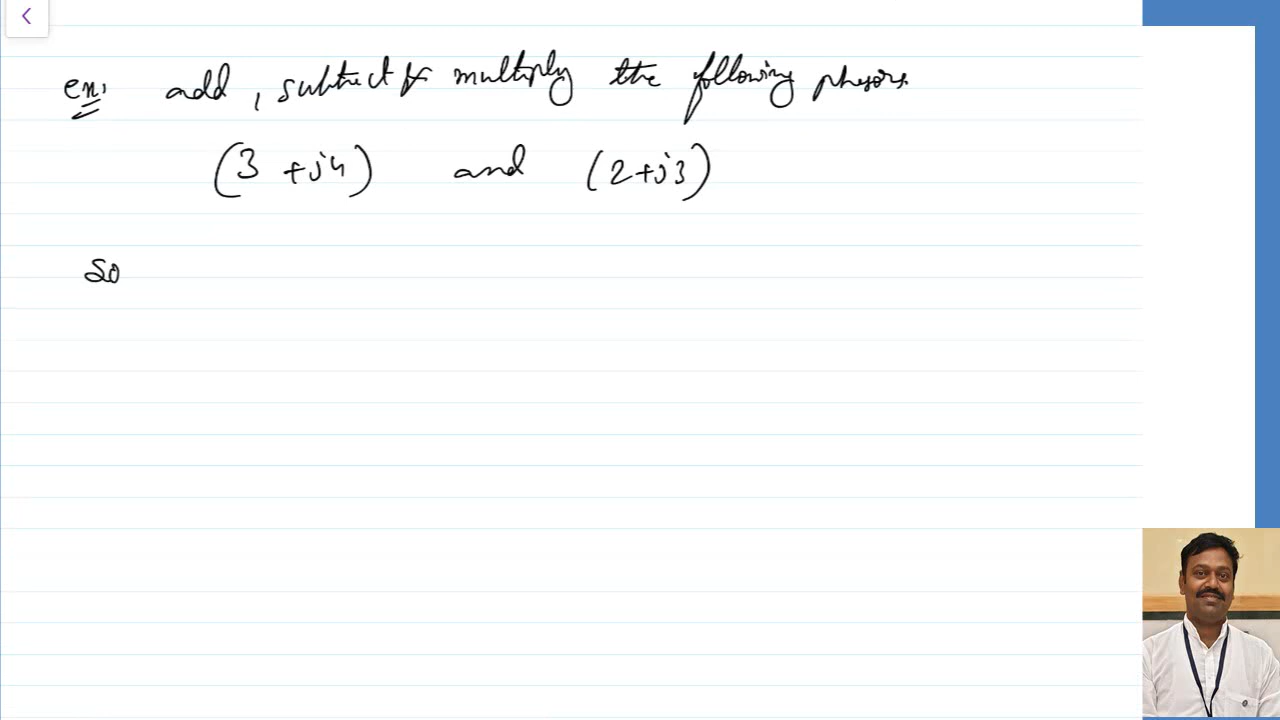 ex: add, subtract & multiply the following phasors.
(3 + j4) and (2 + j3)
So